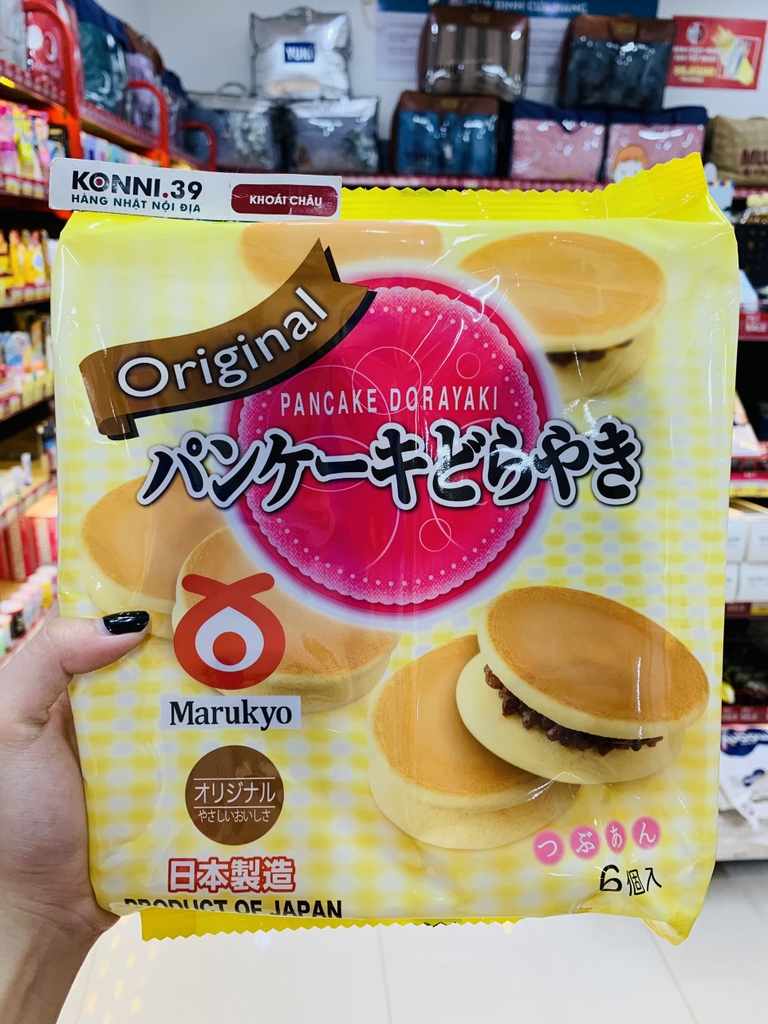 YUKI
KONNI.39
HÀNG NHẬT NỘI ĐỊA
KHOÁI CHÂU
Original
PANCAKE DORAYAKI
パンケーキどらやき
Marukyo
オリジナル
やさしいおいしさ
つぶあん
日本製造
6個入
PRODUCT OF JAPAN